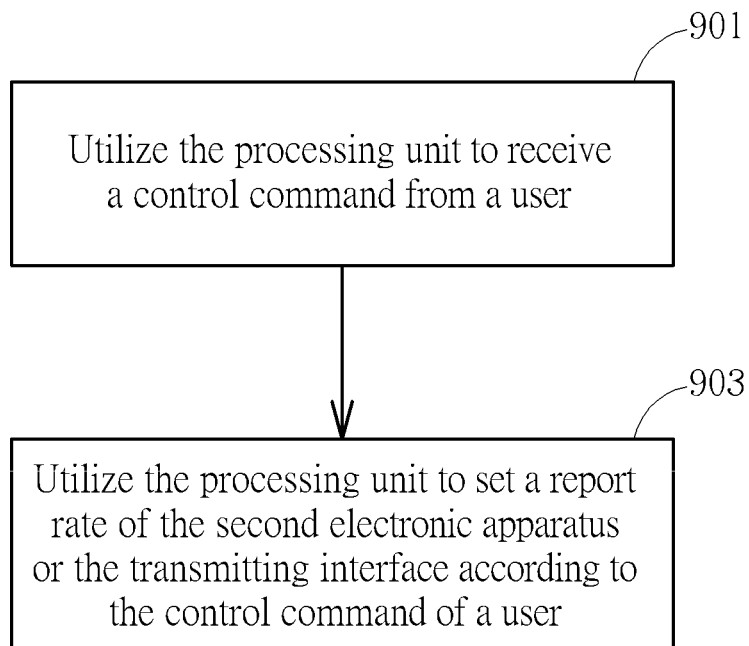 901
Utilize the processing unit to receive
a control command from a user
903
Utilize the processing unit to set a report
rate of the second electronic apparatus
or the transmitting interface according to
the control command of a user